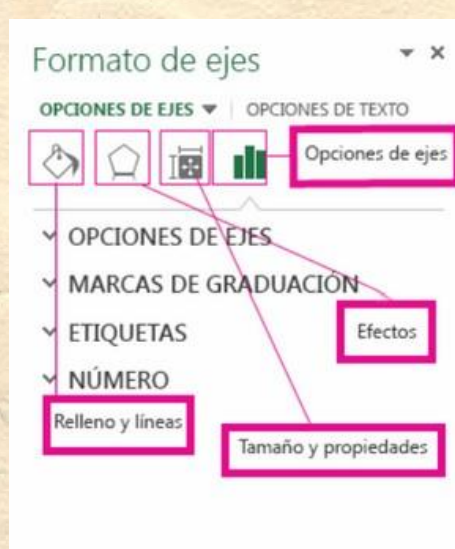 Formato de ejes
OPCIONES DE EJES | OPCIONES DE TEXTO
Opciones de ejes
OPCIONES DE EJES
MARCAS DE GRADUACIÓN
ETIQUETAS
Efectos
NÚMERO
Relleno y líneas
Tamaño y propiedades